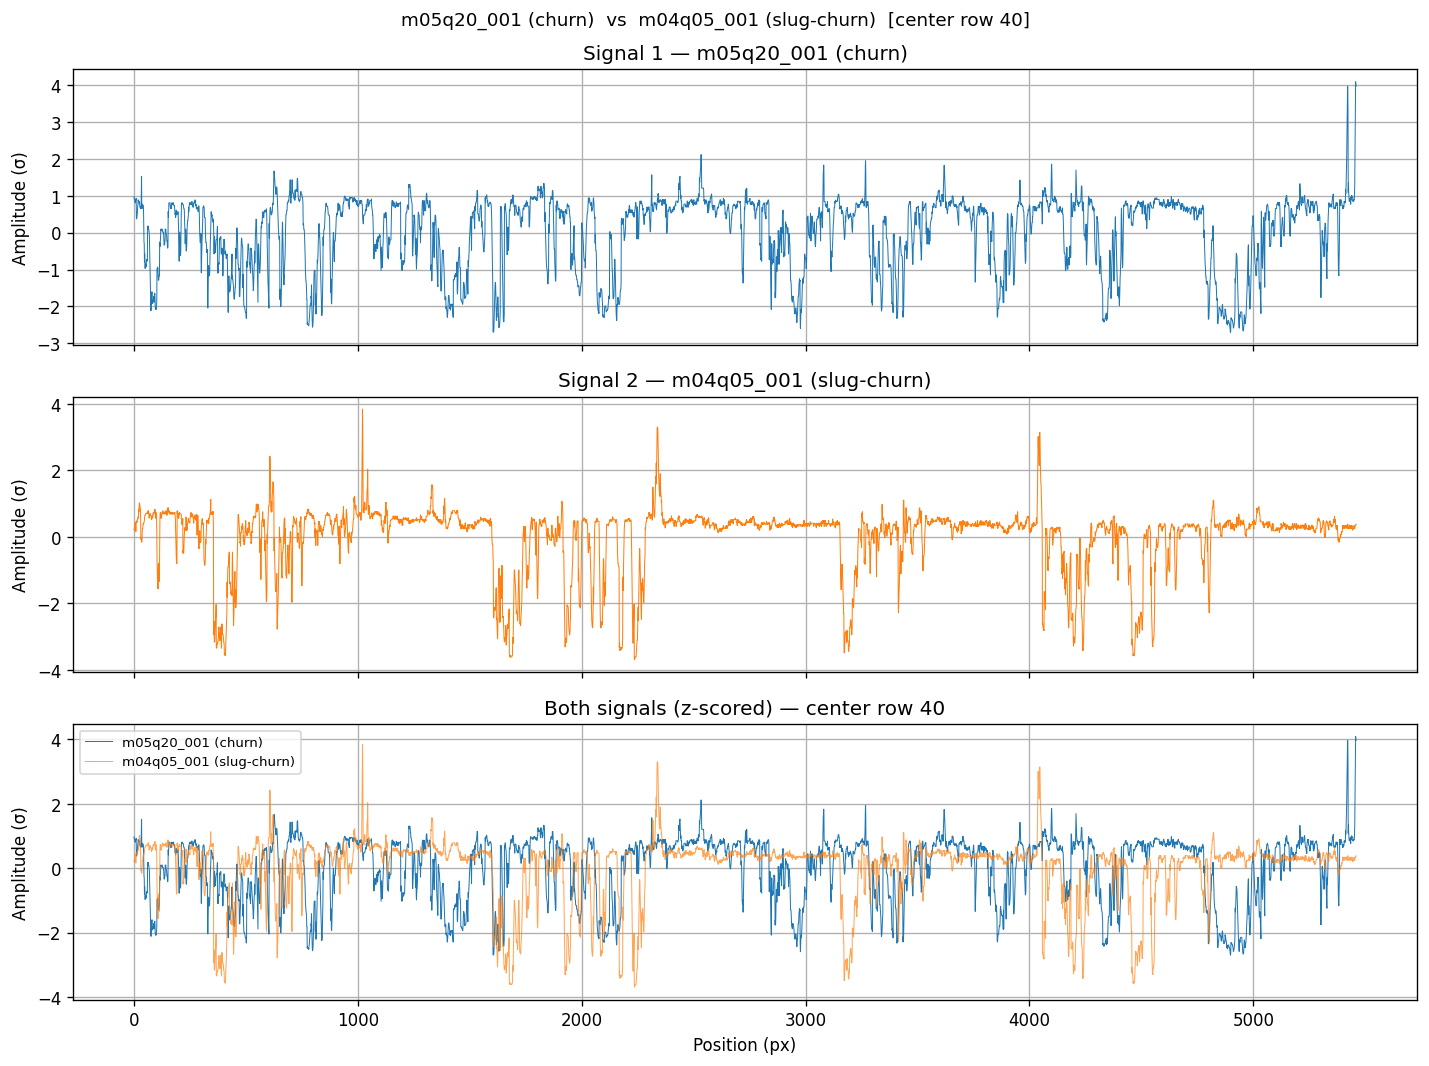 m05q20_001 (churn)  vs  m04q05_001 (slug-churn)  [center row 40]
Signal 1 — m05q20_001 (churn)
Amplitude (σ)
4
3
2
1
0
−1
−2
−3
Signal 2 — m04q05_001 (slug-churn)
Amplitude (σ)
4
2
0
−2
−4
Both signals (z-scored) — center row 40
m05q20_001 (churn)
m04q05_001 (slug-churn)
Amplitude (σ)
4
2
0
−2
−4
0 1000 2000 3000 4000 5000
Position (px)